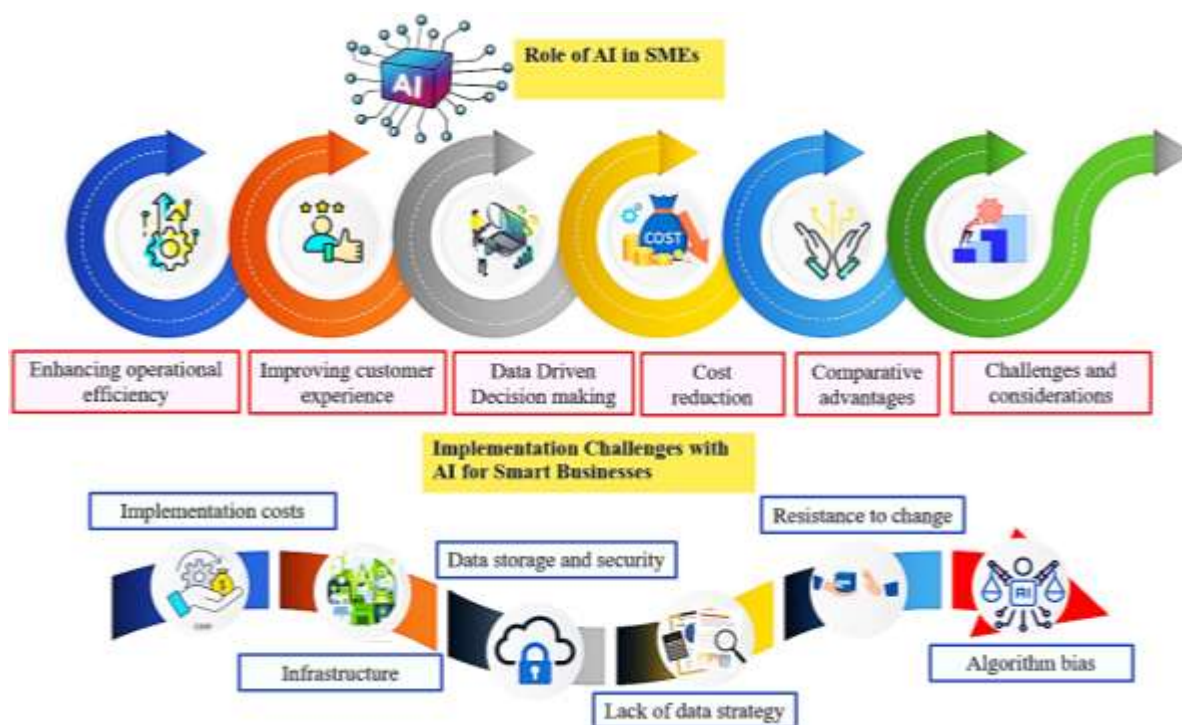 Role of AI in SMEs
AI
COST
Enhancing operational
efficiency
Improving customer
experience
Data Driven
Decision making
Cost
reduction
Comparative
advantages
Challenges and
considerations
Implementation Challenges with
AI for Smart Businesses
Implementation costs
Infrastructure
Data storage and security
Lack of data strategy
Resistance to change
AI
Algorithm bias